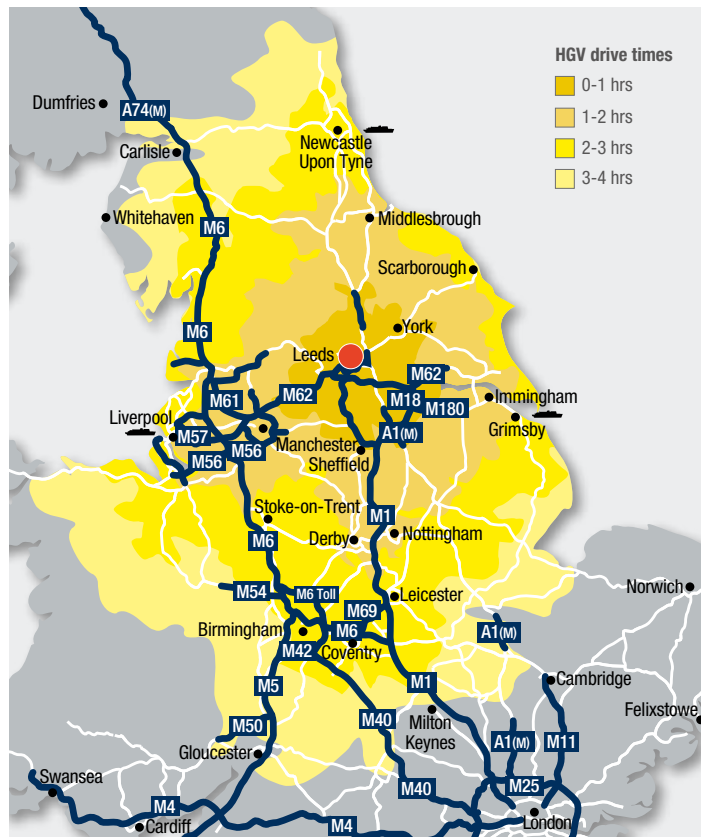 HGV drive times
0-1 hrs
1-2 hrs
2-3 hrs
3-4 hrs
Dumfries
A74(M)
Carlisle
Newcastle
Upon Tyne
Whitehaven
M6
Middlesbrough
Scarborough
M6
York
Leeds
M62
M62
M61
M18
M180
Immingham
Grimsby
Liverpool
M57
M56
M56
Manchester
A1(M)
Sheffield
Stoke-on-Trent
M6
M1
Derby
Nottingham
M54
M6 Toll
Leicester
Norwich
M69
Birmingham
M6
A1(M)
M42
Coventry
M5
M1
Cambridge
M50
M40
Milton
Keynes
Felixstowe
A1(M)
M11
Gloucester
Swansea
M40
M25
M4
Cardiff
M4
London